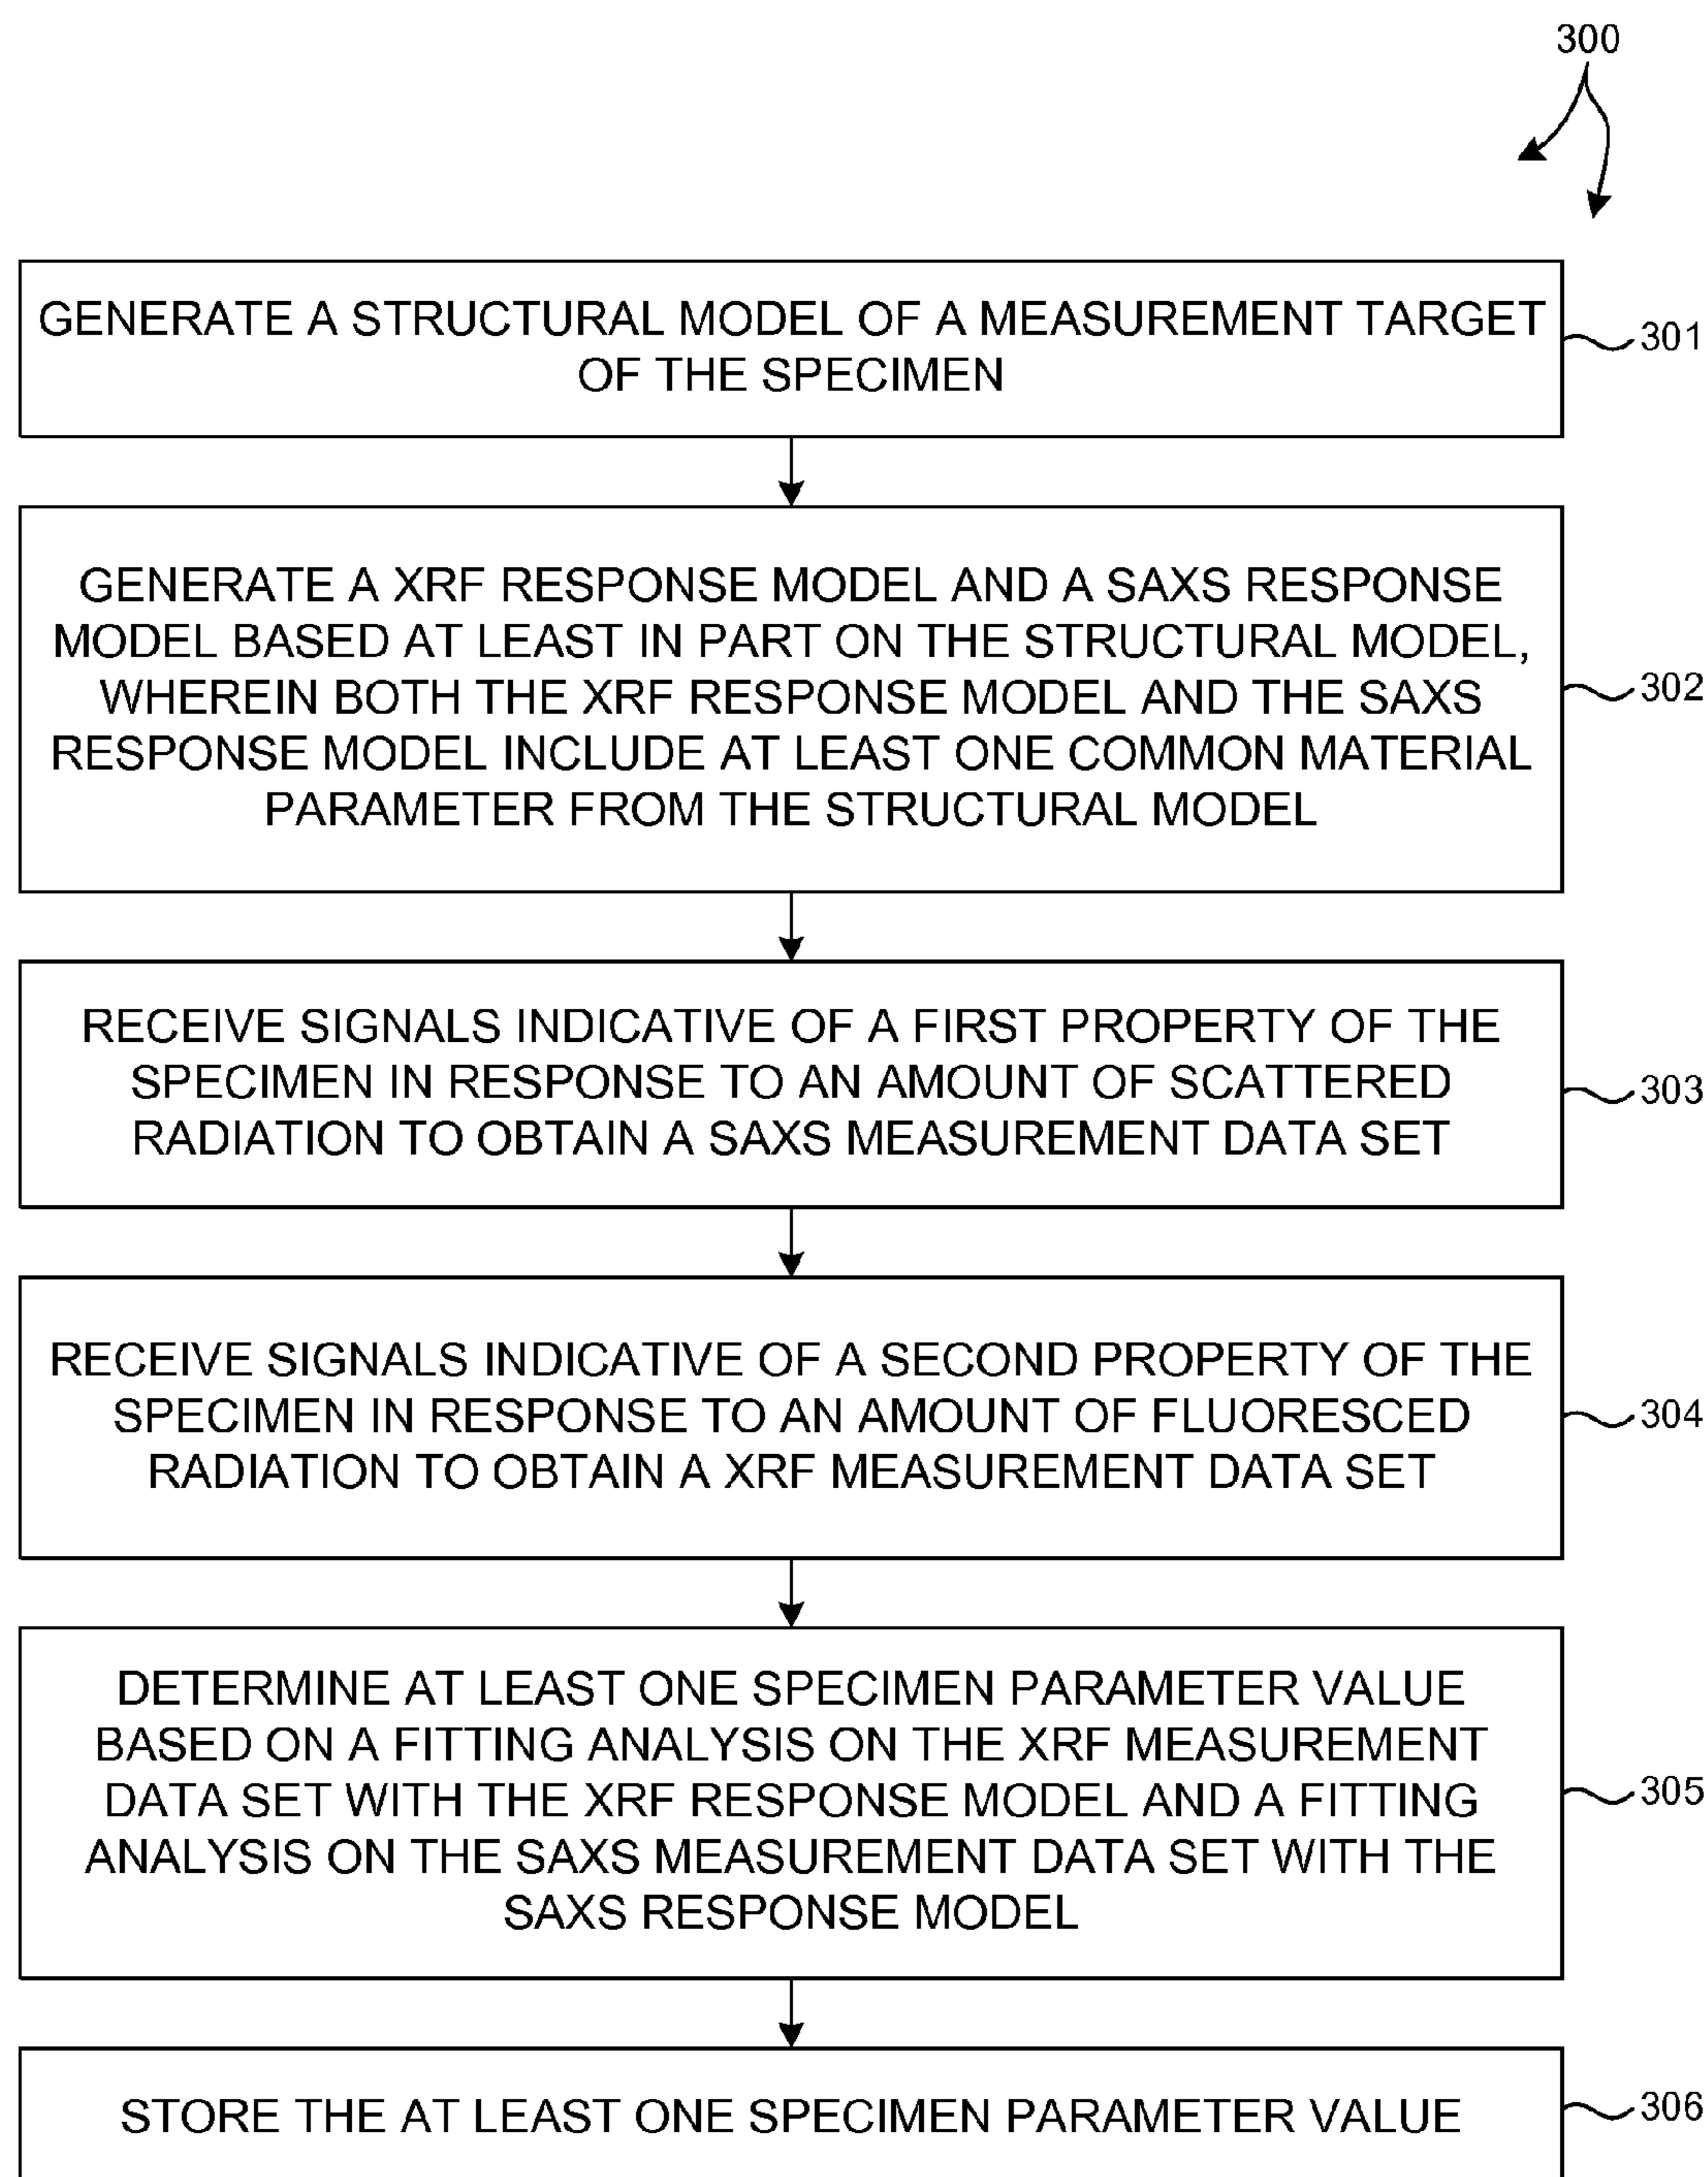 300
GENERATE A STRUCTURAL MODEL OF A MEASUREMENT TARGET
OF THE SPECIMEN
301
GENERATE A XRF RESPONSE MODEL AND A SAXS RESPONSE
MODEL BASED AT LEAST IN PART ON THE STRUCTURAL MODEL,
WHEREIN BOTH THE XRF RESPONSE MODEL AND THE SAXS
RESPONSE MODEL INCLUDE AT LEAST ONE COMMON MATERIAL
PARAMETER FROM THE STRUCTURAL MODEL
302
RECEIVE SIGNALS INDICATIVE OF A FIRST PROPERTY OF THE
SPECIMEN IN RESPONSE TO AN AMOUNT OF SCATTERED
RADIATION TO OBTAIN A SAXS MEASUREMENT DATA SET
303
RECEIVE SIGNALS INDICATIVE OF A SECOND PROPERTY OF THE
SPECIMEN IN RESPONSE TO AN AMOUNT OF FLUORESCED
RADIATION TO OBTAIN A XRF MEASUREMENT DATA SET
304
DETERMINE AT LEAST ONE SPECIMEN PARAMETER VALUE
BASED ON A FITTING ANALYSIS ON THE XRF MEASUREMENT
DATA SET WITH THE XRF RESPONSE MODEL AND A FITTING
ANALYSIS ON THE SAXS MEASUREMENT DATA SET WITH THE
SAXS RESPONSE MODEL
305
STORE THE AT LEAST ONE SPECIMEN PARAMETER VALUE
306